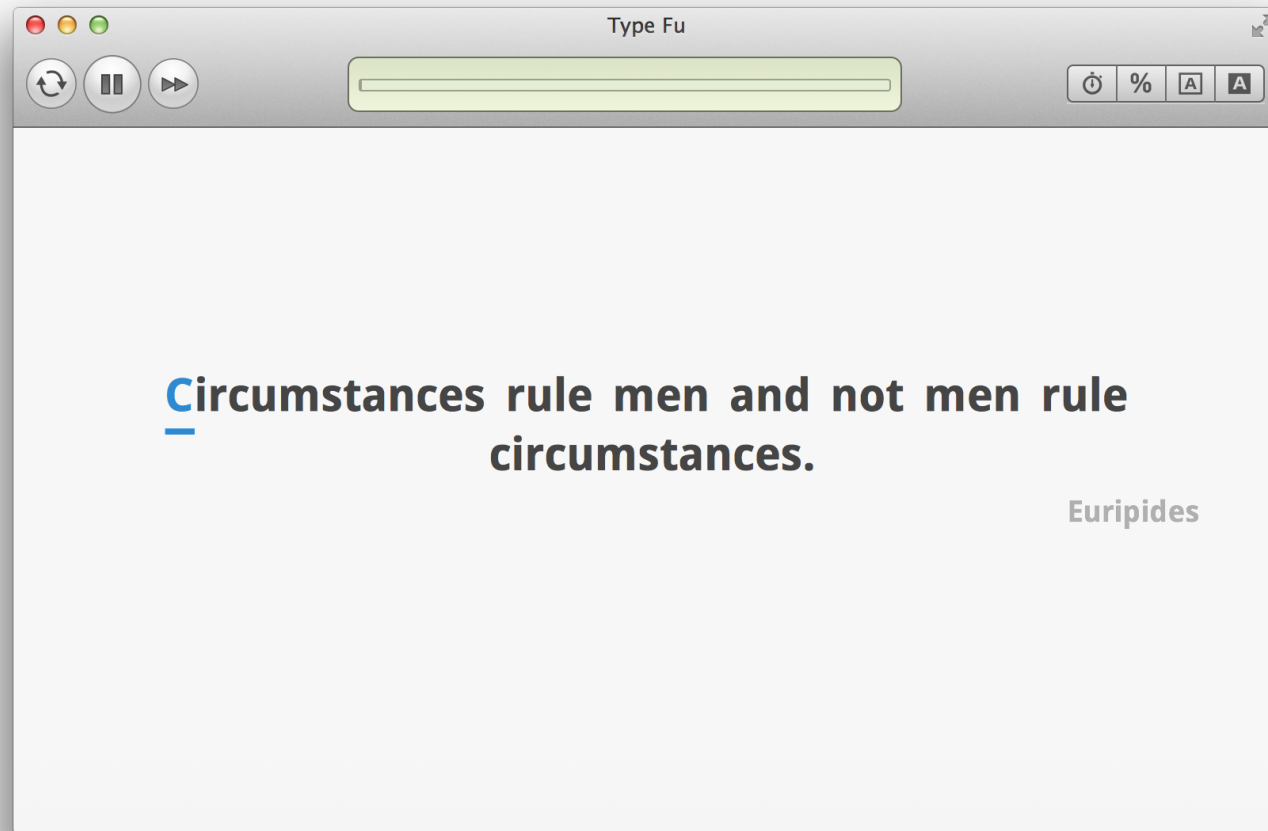 Type Fu
%
A
A
Circumstances rule men and not men rule
circumstances.
Euripides